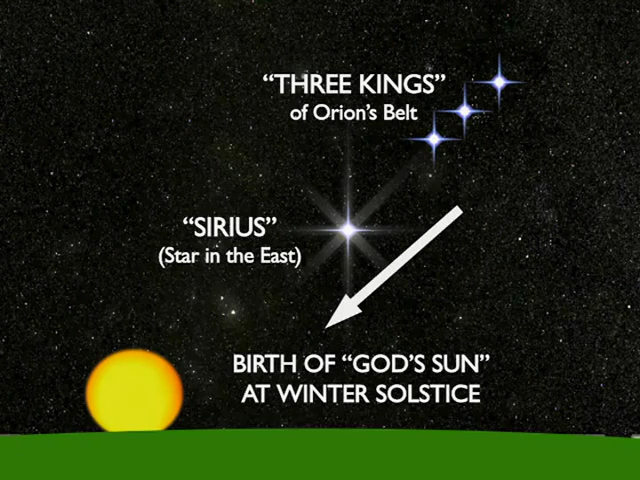 “THREE KINGS”
of Orion’s Belt
“SIRIUS”
(Star in the East)
BIRTH OF “GOD’S SUN”
AT WINTER SOLSTICE